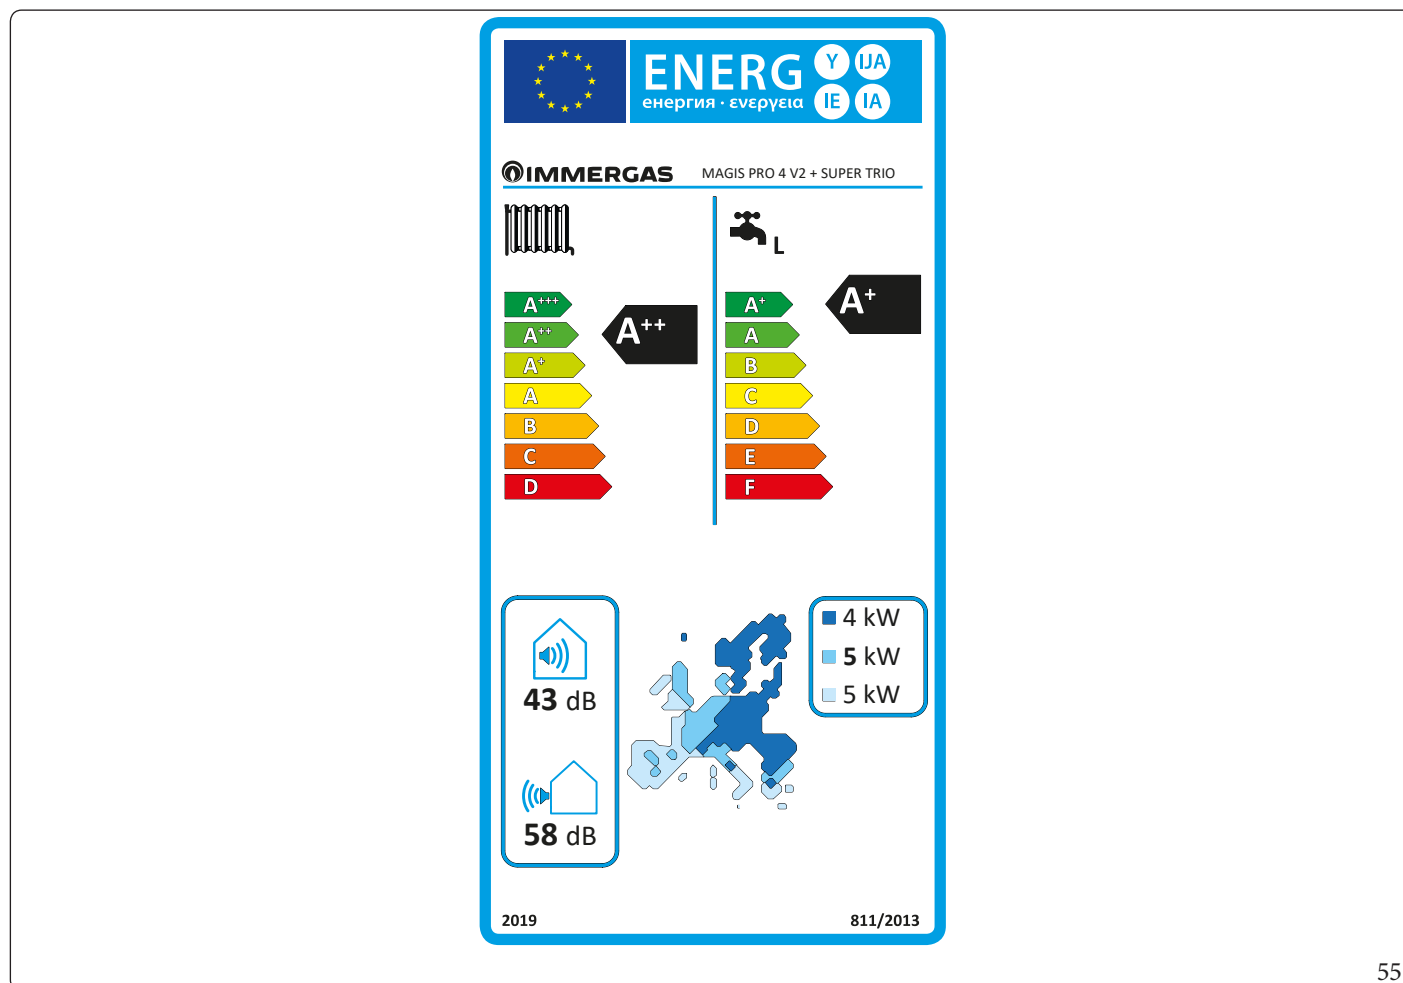 ENERG
енергия · ενεργεια
Y IJA
IE IA
IMMERGAS
MAGIS PRO 4 V2 + SUPER TRIO
L
A+++
A++
A+
A
B
C
D
A++
A+
A
B
C
D
E
F
A+
43 dB
58 dB
4 kW
5 kW
5 kW
2019
811/2013
55